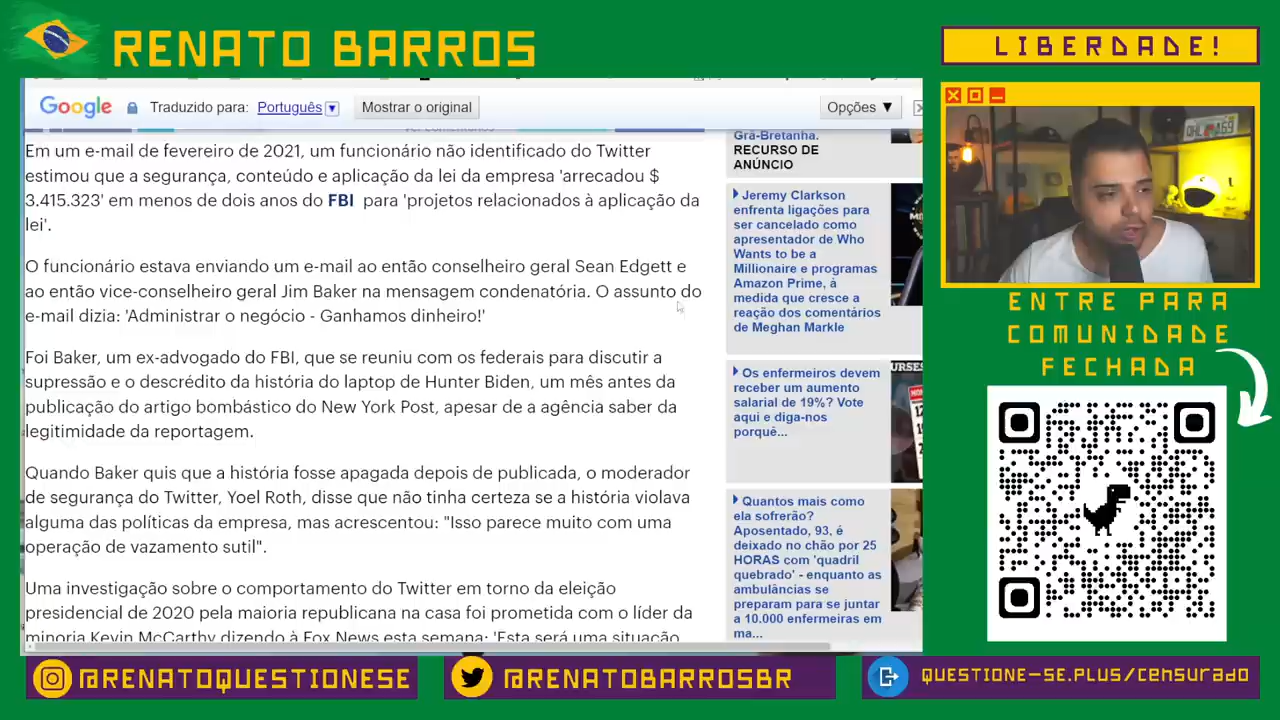 RENATO BARROS
LIBERDADE!
Google
Traduzido para: Português
Mostrar o original
Opções ▼
Em um e-mail de fevereiro de 2021, um funcionário não identificado do Twitter
estimou que a segurança, conteúdo e aplicação da lei da empresa 'arrecadou $
3.415.323' em menos de dois anos do FBI para 'projetos relacionados à aplicação da
lei'.
O funcionário estava enviando um e-mail ao então conselheiro geral Sean Edgett e
ao então vice-conselheiro geral Jim Baker na mensagem condenatória. O assunto do
e-mail dizia: 'Administrar o negócio - Ganhamos dinheiro!'
Foi Baker, um ex-advogado do FBI, que se reuniu com os federais para discutir a
supressão e o descrédito da história do laptop de Hunter Biden, um mês antes da
publicação do artigo bombástico do New York Post, apesar de a agência saber da
legitimidade da reportagem.
Quando Baker quis que a história fosse apagada depois de publicada, o moderador
de segurança do Twitter, Yoel Roth, disse que não tinha certeza se a história violava
alguma das políticas da empresa, mas acrescentou: "Isso parece muito com uma
operação de vazamento sutil".
Uma investigação sobre o comportamento do Twitter em torno da eleição
presidencial de 2020 pela maioria republicana na casa foi prometida com o líder da
minoria Kevin McCarthy dizendo à Fox News esta semana: 'Esta será uma situação
Grã-Bretanha.
RECURSO DE
ANÚNCIO
Jeremy Clarkson
enfrenta ligações para
ser cancelado como
apresentador de Who
Wants to be a
Millionaire e programas
Amazon Prime, à
medida que cresce a
reação dos comentários
de Meghan Markle
Os enfermeiros devem
receber um aumento
salarial de 19%? Vote
aqui e diga-nos
porquê...
Quantos mais como
ela sofrerão?
Aposentado, 93, é
deixado no chão por 25
HORAS com 'quadril
quebrado' - enquanto as
ambulâncias se
preparam para se juntar
a 10.000 enfermeiras em
ma...
ENTRE PARA
COMUNIDADE
FECHADA
@RENATOQUESTIONESE
@RENATOBARROSBR
QUESTIONE-SE.PLUS/CENSURADO